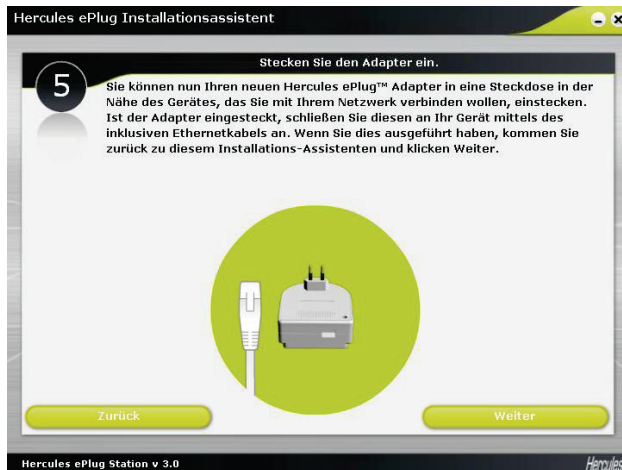 Hercules ePlug Installationsassistent
Stecken Sie den Adapter ein.
5
Sie können nun Ihren neuen Hercules ePlug™ Adapter in eine Steckdose in der
Nähe des Gerätes, das Sie mit Ihrem Netzwerk verbinden wollen, einstecken.
Ist der Adapter eingesteckt, schließen Sie diesen an Ihr Gerät mittels des
inklusiven Ethernetkabels an. Wenn Sie dies ausgeführt haben, kommen Sie
zurück zu diesem Installations-Assistenten und klicken Weiter.
Zurück
Weiter
Hercules ePlug Station v 3.0
Hercules